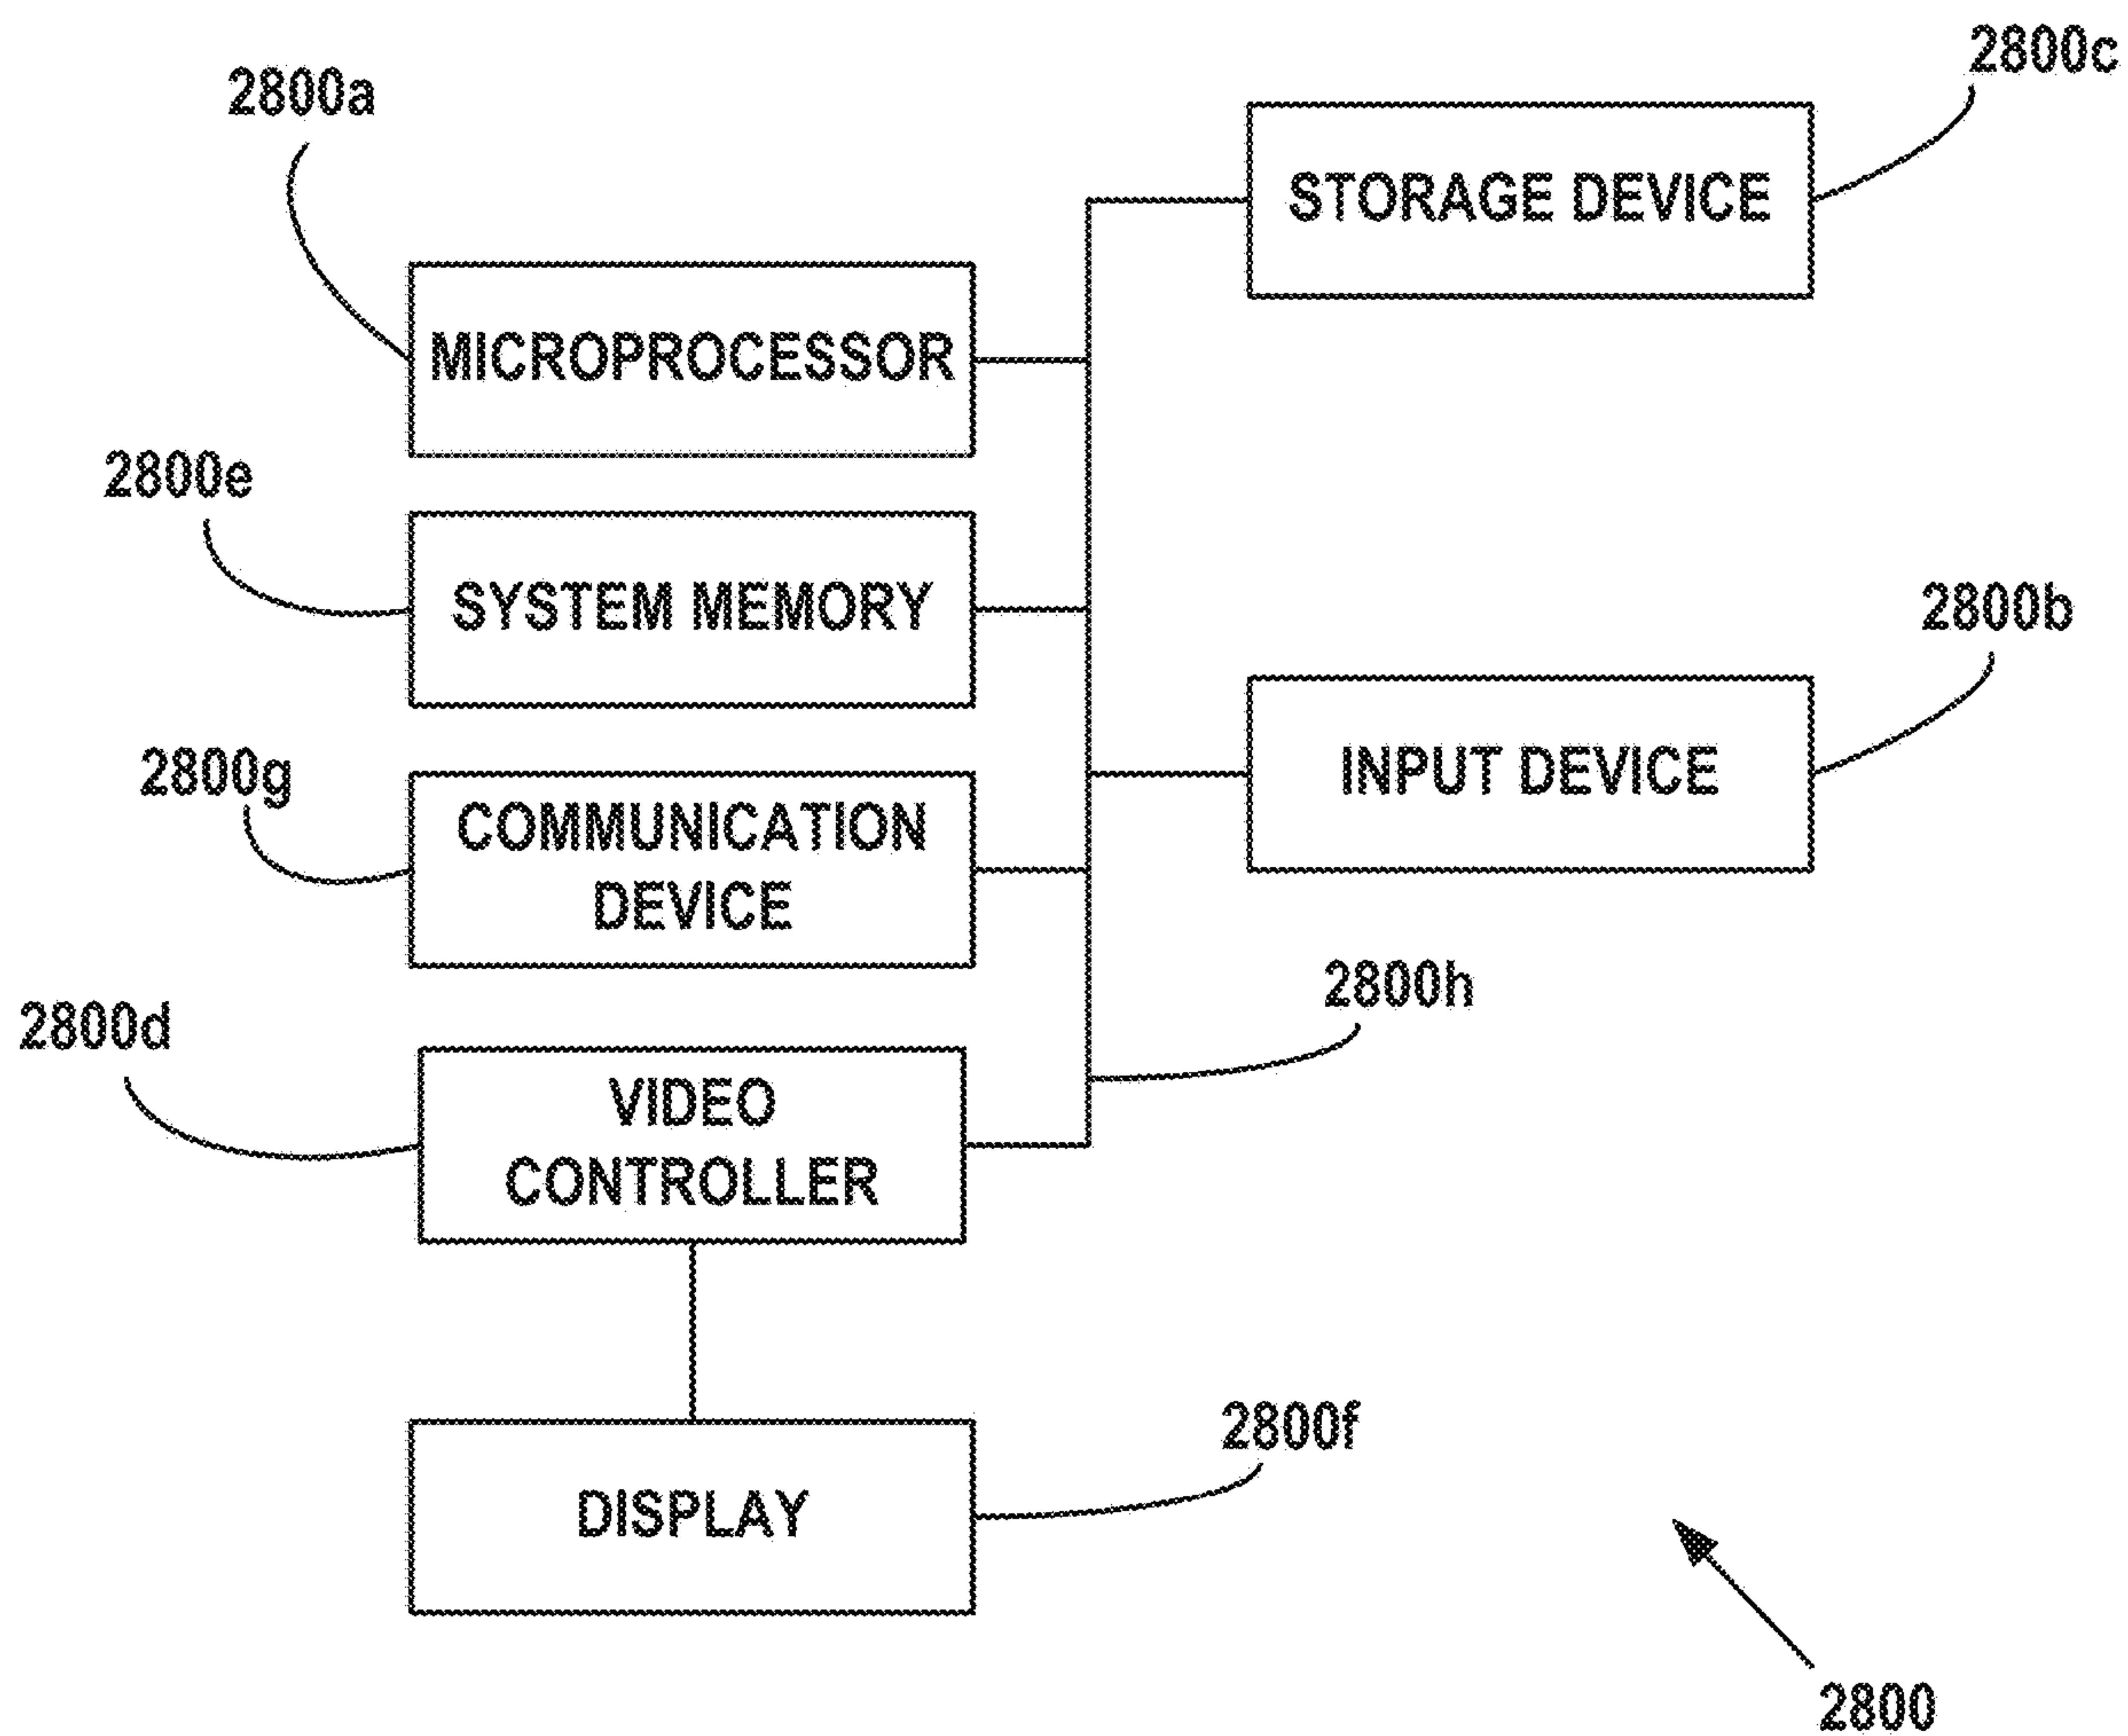 2800c
2800a
STORAGE DEVICE
MICROPROCESSOR
2800e
SYSTEM MEMORY
2800b
2800g
INPUT DEVICE
COMMUNICATION
DEVICE
2800h
2800d
VIDEO
CONTROLLER
2800f
DISPLAY
2800